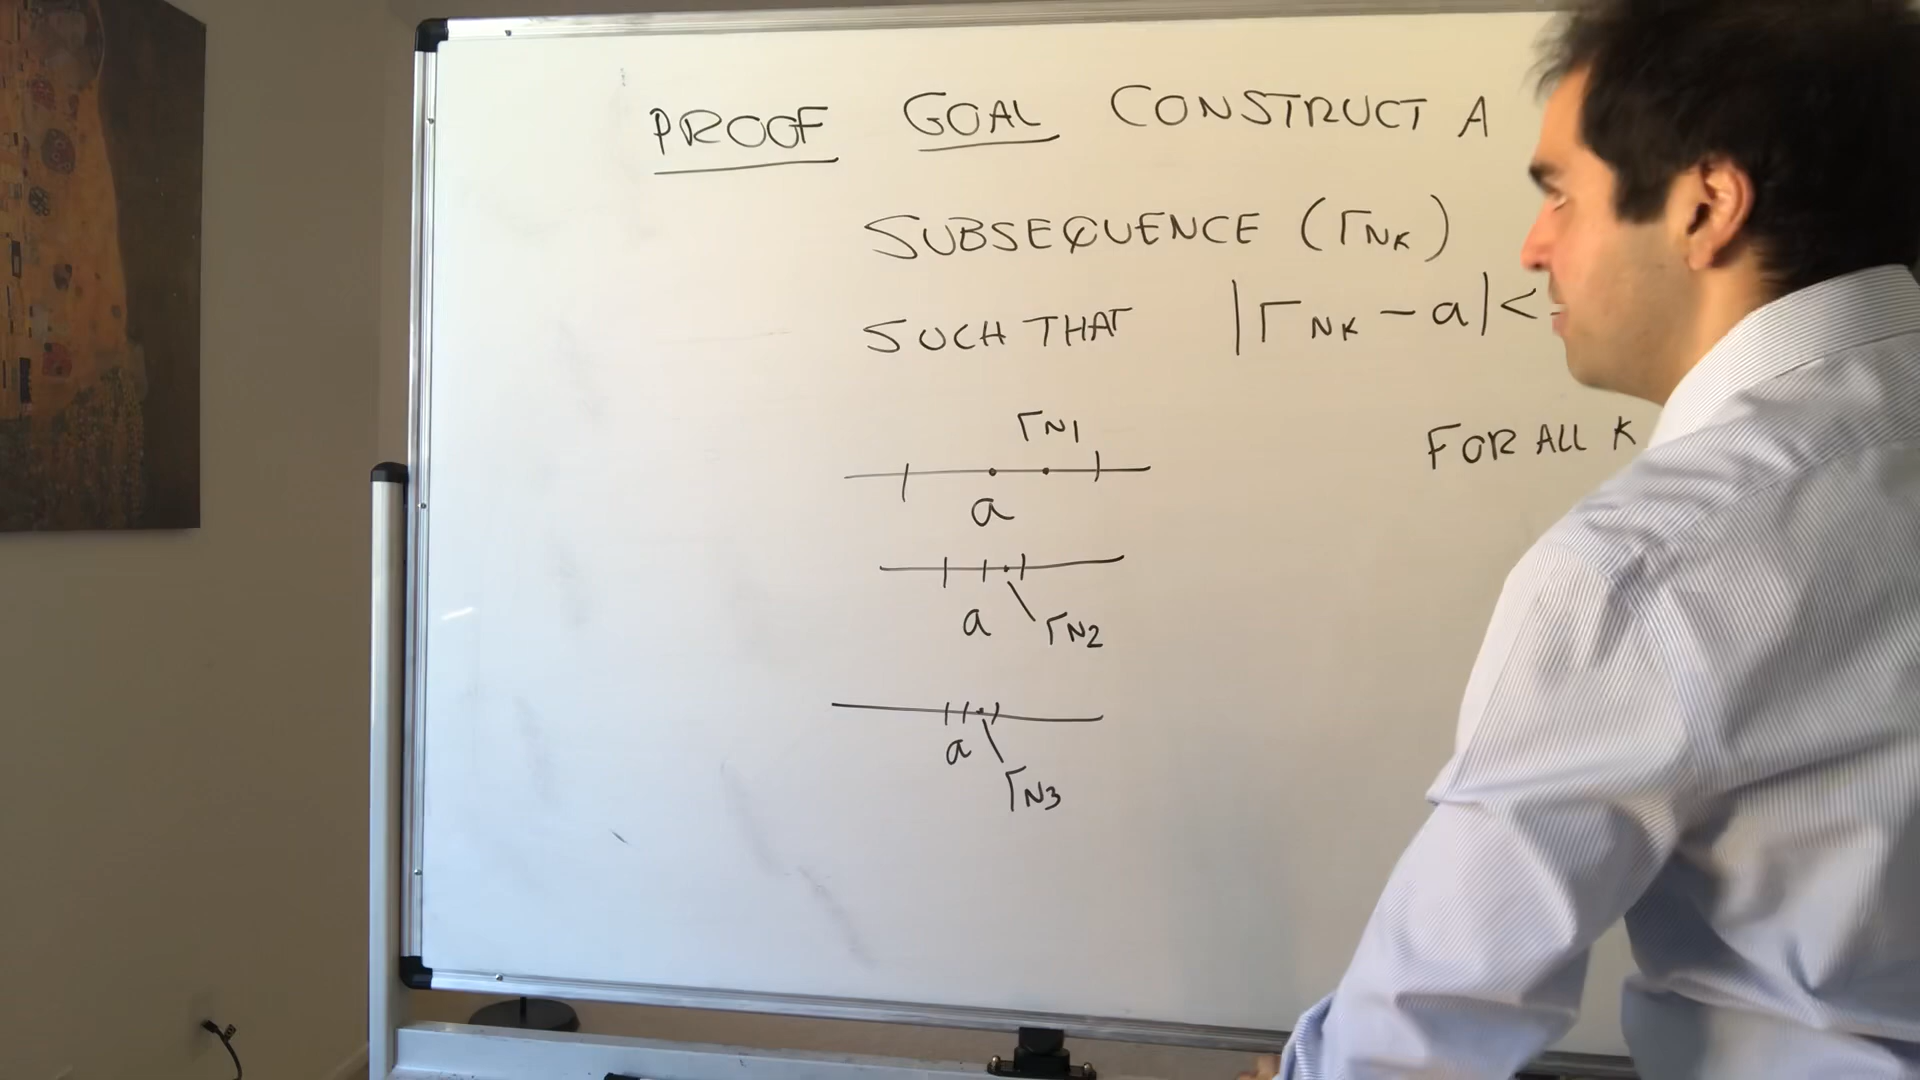 PROOF GOAL CONSTRUCT A
SUBSEQUENCE (rNK)
SUCH THAT |rNK - a| <
FOR ALL K
rN1
a
a rN2
a
rN3